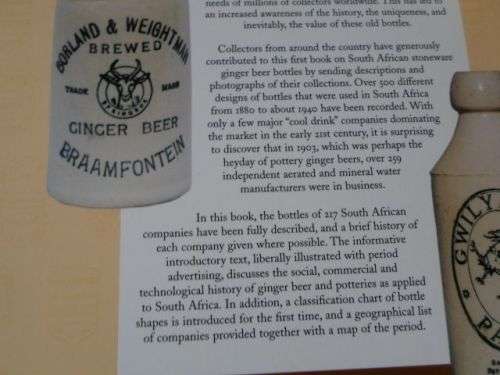 BORLAND & WEIGHTMAN
BREWED
TRADE MARK
SPRINGBOK
GINGER BEER
BRAAMFONTEIN
needs of millions of collectors worldwide. This has led to
an increased awareness of the history, the uniqueness, and
inevitably, the value of these old bottles.
Collectors from around the country have generously
contributed to this first book on South African stoneware
ginger beer bottles by sending descriptions and
photographs of their collections. Over 500 different
designs of bottles that were used in South Africa
from 1880 to about 1940 have been recorded. With
only a few major "cool drink" companies dominating
the market in the early 21st century, it is surprising
to discover that in 1903, which was perhaps the
heyday of pottery ginger beers, over 259
independent aerated and mineral water
manufacturers were in business.
In this book, the bottles of 217 South African
companies have been fully described, and a brief history of
each company given where possible. The informative
introductory text, liberally illustrated with period
advertising, discusses the social, commercial and
technological history of ginger beer and potteries as applied
to South Africa. In addition, a classification chart of bottle
shapes is introduced for the first time, and a geographical list
of companies provided together with a map of the period.
GWILY